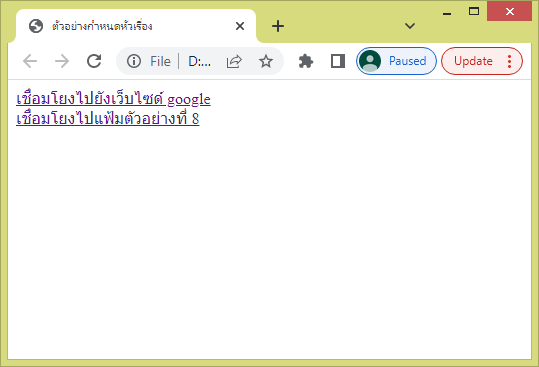 ตัวอย่างกำหนดหัวเรื่อง
File D:...
Paused
Update
เชื่อมโยงไปยังเว็บไซด์ google
เชื่อมโยงไปแฟ้มตัวอย่างที่ 8